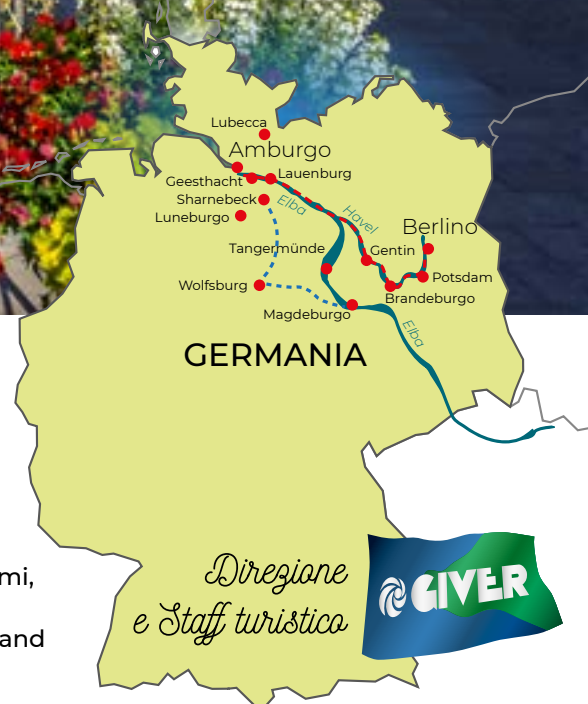 Lubecca
Amburgo
Lauenburg
Geesthacht
Sharnebeck
Elba
Luneburgo
Havel
Berlino
Tangermünde
Gentin
Potsdam
Wolfsburg
Brandeburgo
Magdeburgo
Elba
GERMANIA
Direzione
e Staff turistico
GIVER
mi,
and